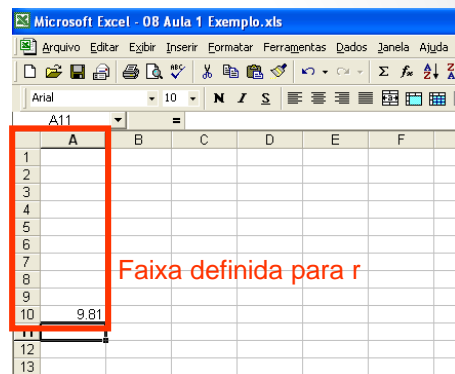 Microsoft Excel - 08 Aula 1 Exemplo.xls
Arquivo Editar Exibir Inserir Formatar Ferramentas Dados Janela Ajuda
Arial 10 N I S
A11 =
A B C D E F
1
2
3
4
5
6
7
Faixa definida para r
8
9
10 9.81
11
12
13